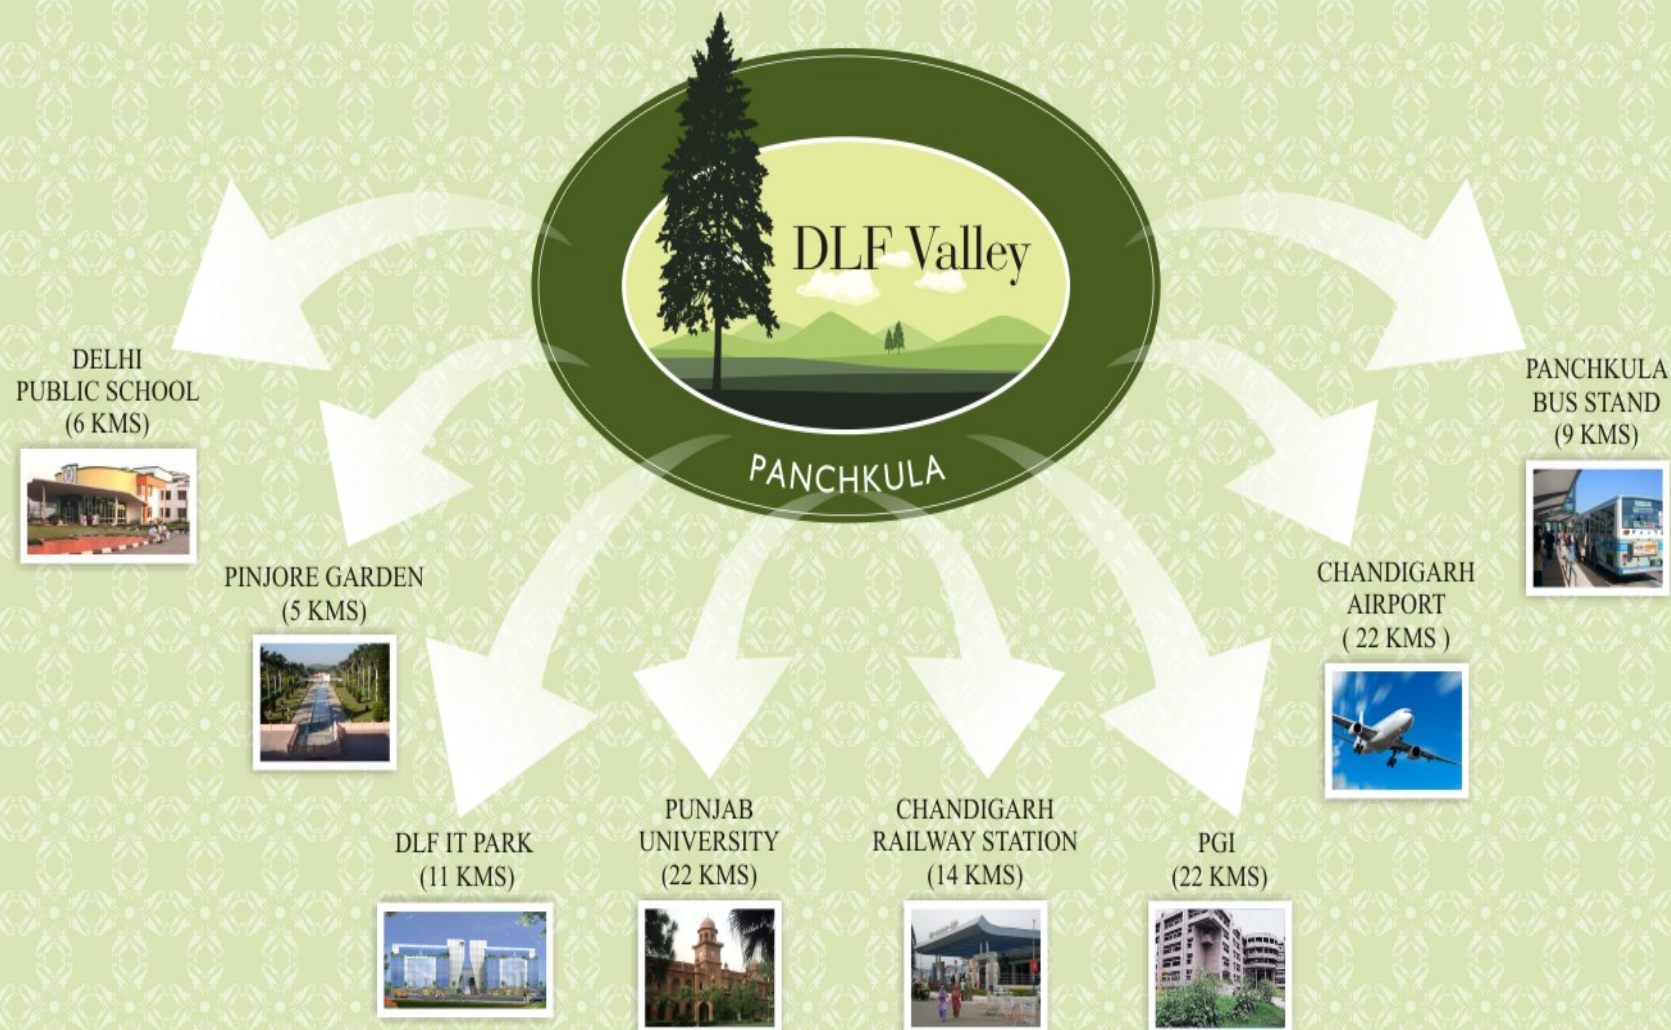 DLF Valley
PANCHKULA
DELHI
PUBLIC SCHOOL
(6 KMS)
PINJORE GARDEN
(5 KMS)
DLF IT PARK
(11 KMS)
PUNJAB
UNIVERSITY
(22 KMS)
CHANDIGARH
RAILWAY STATION
(14 KMS)
PGI
(22 KMS)
CHANDIGARH
AIRPORT
( 22 KMS )
PANCHKULA
BUS STAND
(9 KMS)